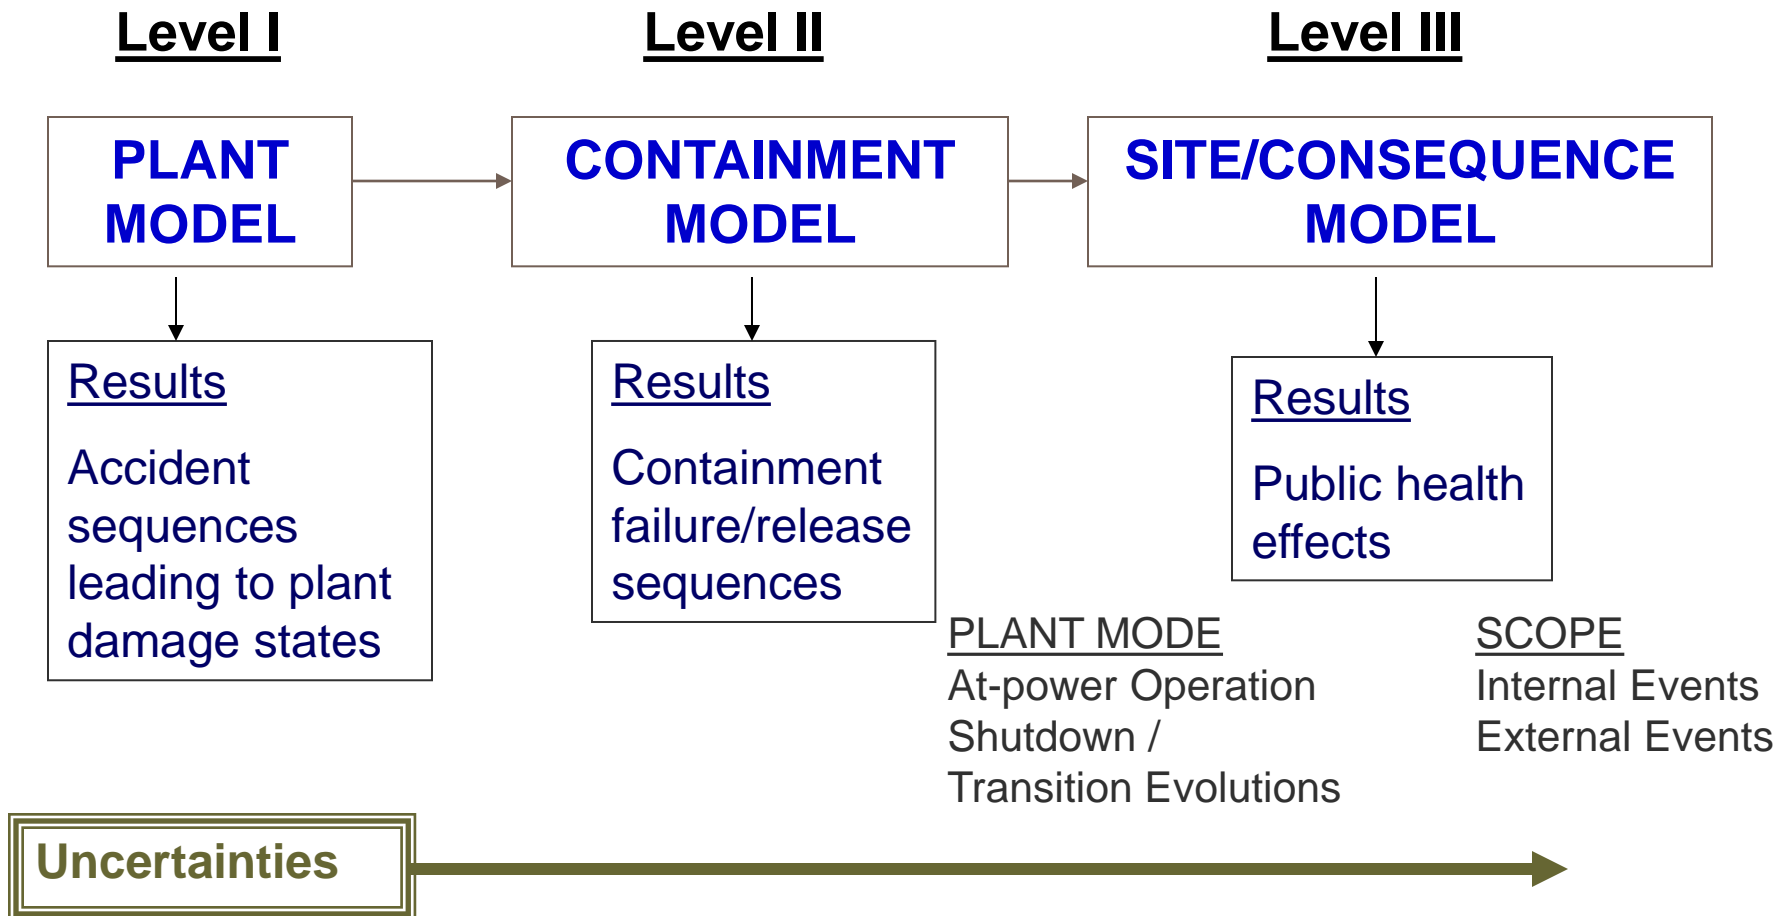 Level I
Level II
Level III
PLANT
MODEL
CONTAINMENT
MODEL
SITE/CONSEQUENCE
MODEL
Results
Accident
sequences
leading to plant
damage states
Results
Containment
failure/release
sequences
Results
Public health
effects
PLANT MODE
At-power Operation
Shutdown /
Transition Evolutions
SCOPE
Internal Events
External Events
Uncertainties